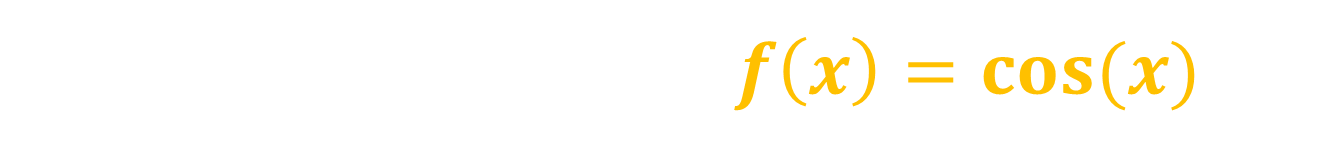 f(x) = cos(x)